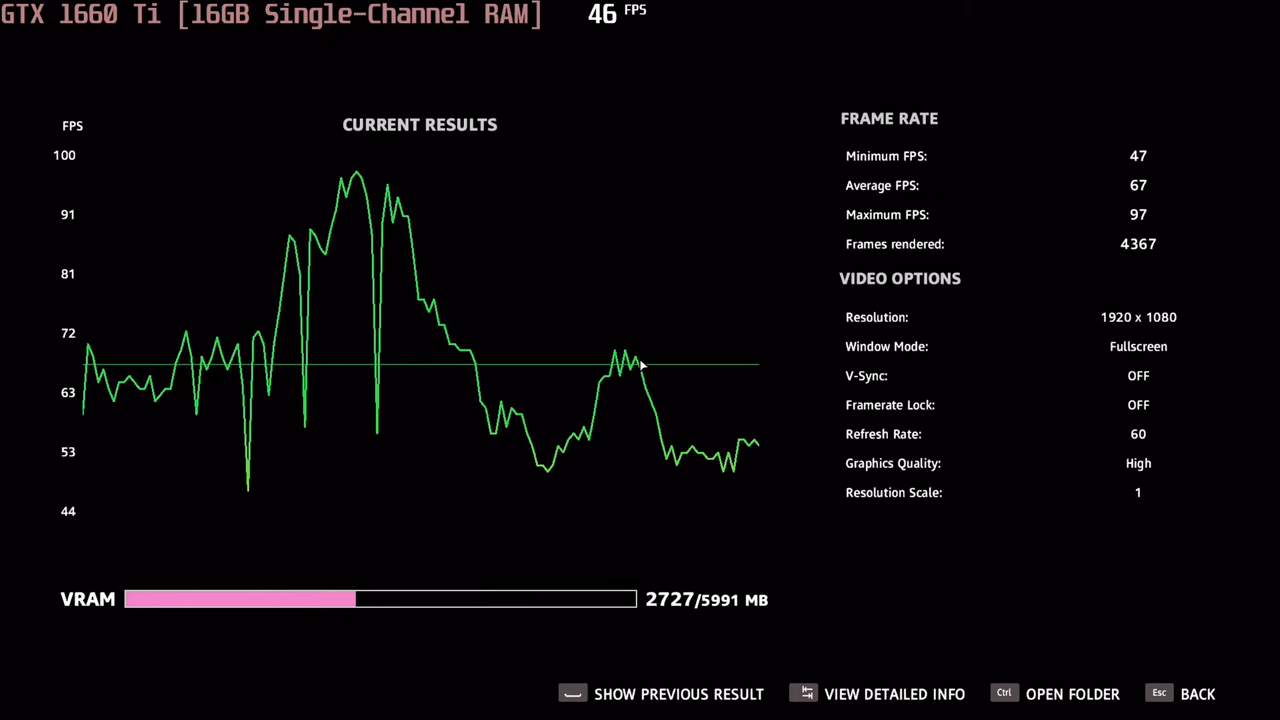 GTX 1660 Ti [16GB Single-Channel RAM] 46 FPS
FPS
CURRENT RESULTS
100
91
81
72
63
53
44
VRAM 2727/5991 MB
FRAME RATE
Minimum FPS: 47
Average FPS: 67
Maximum FPS: 97
Frames rendered: 4367
VIDEO OPTIONS
Resolution: 1920 x 1080
Window Mode: Fullscreen
V-Sync: OFF
Framerate Lock: OFF
Refresh Rate: 60
Graphics Quality: High
Resolution Scale: 1
SHOW PREVIOUS RESULT VIEW DETAILED INFO Ctrl OPEN FOLDER Esc BACK